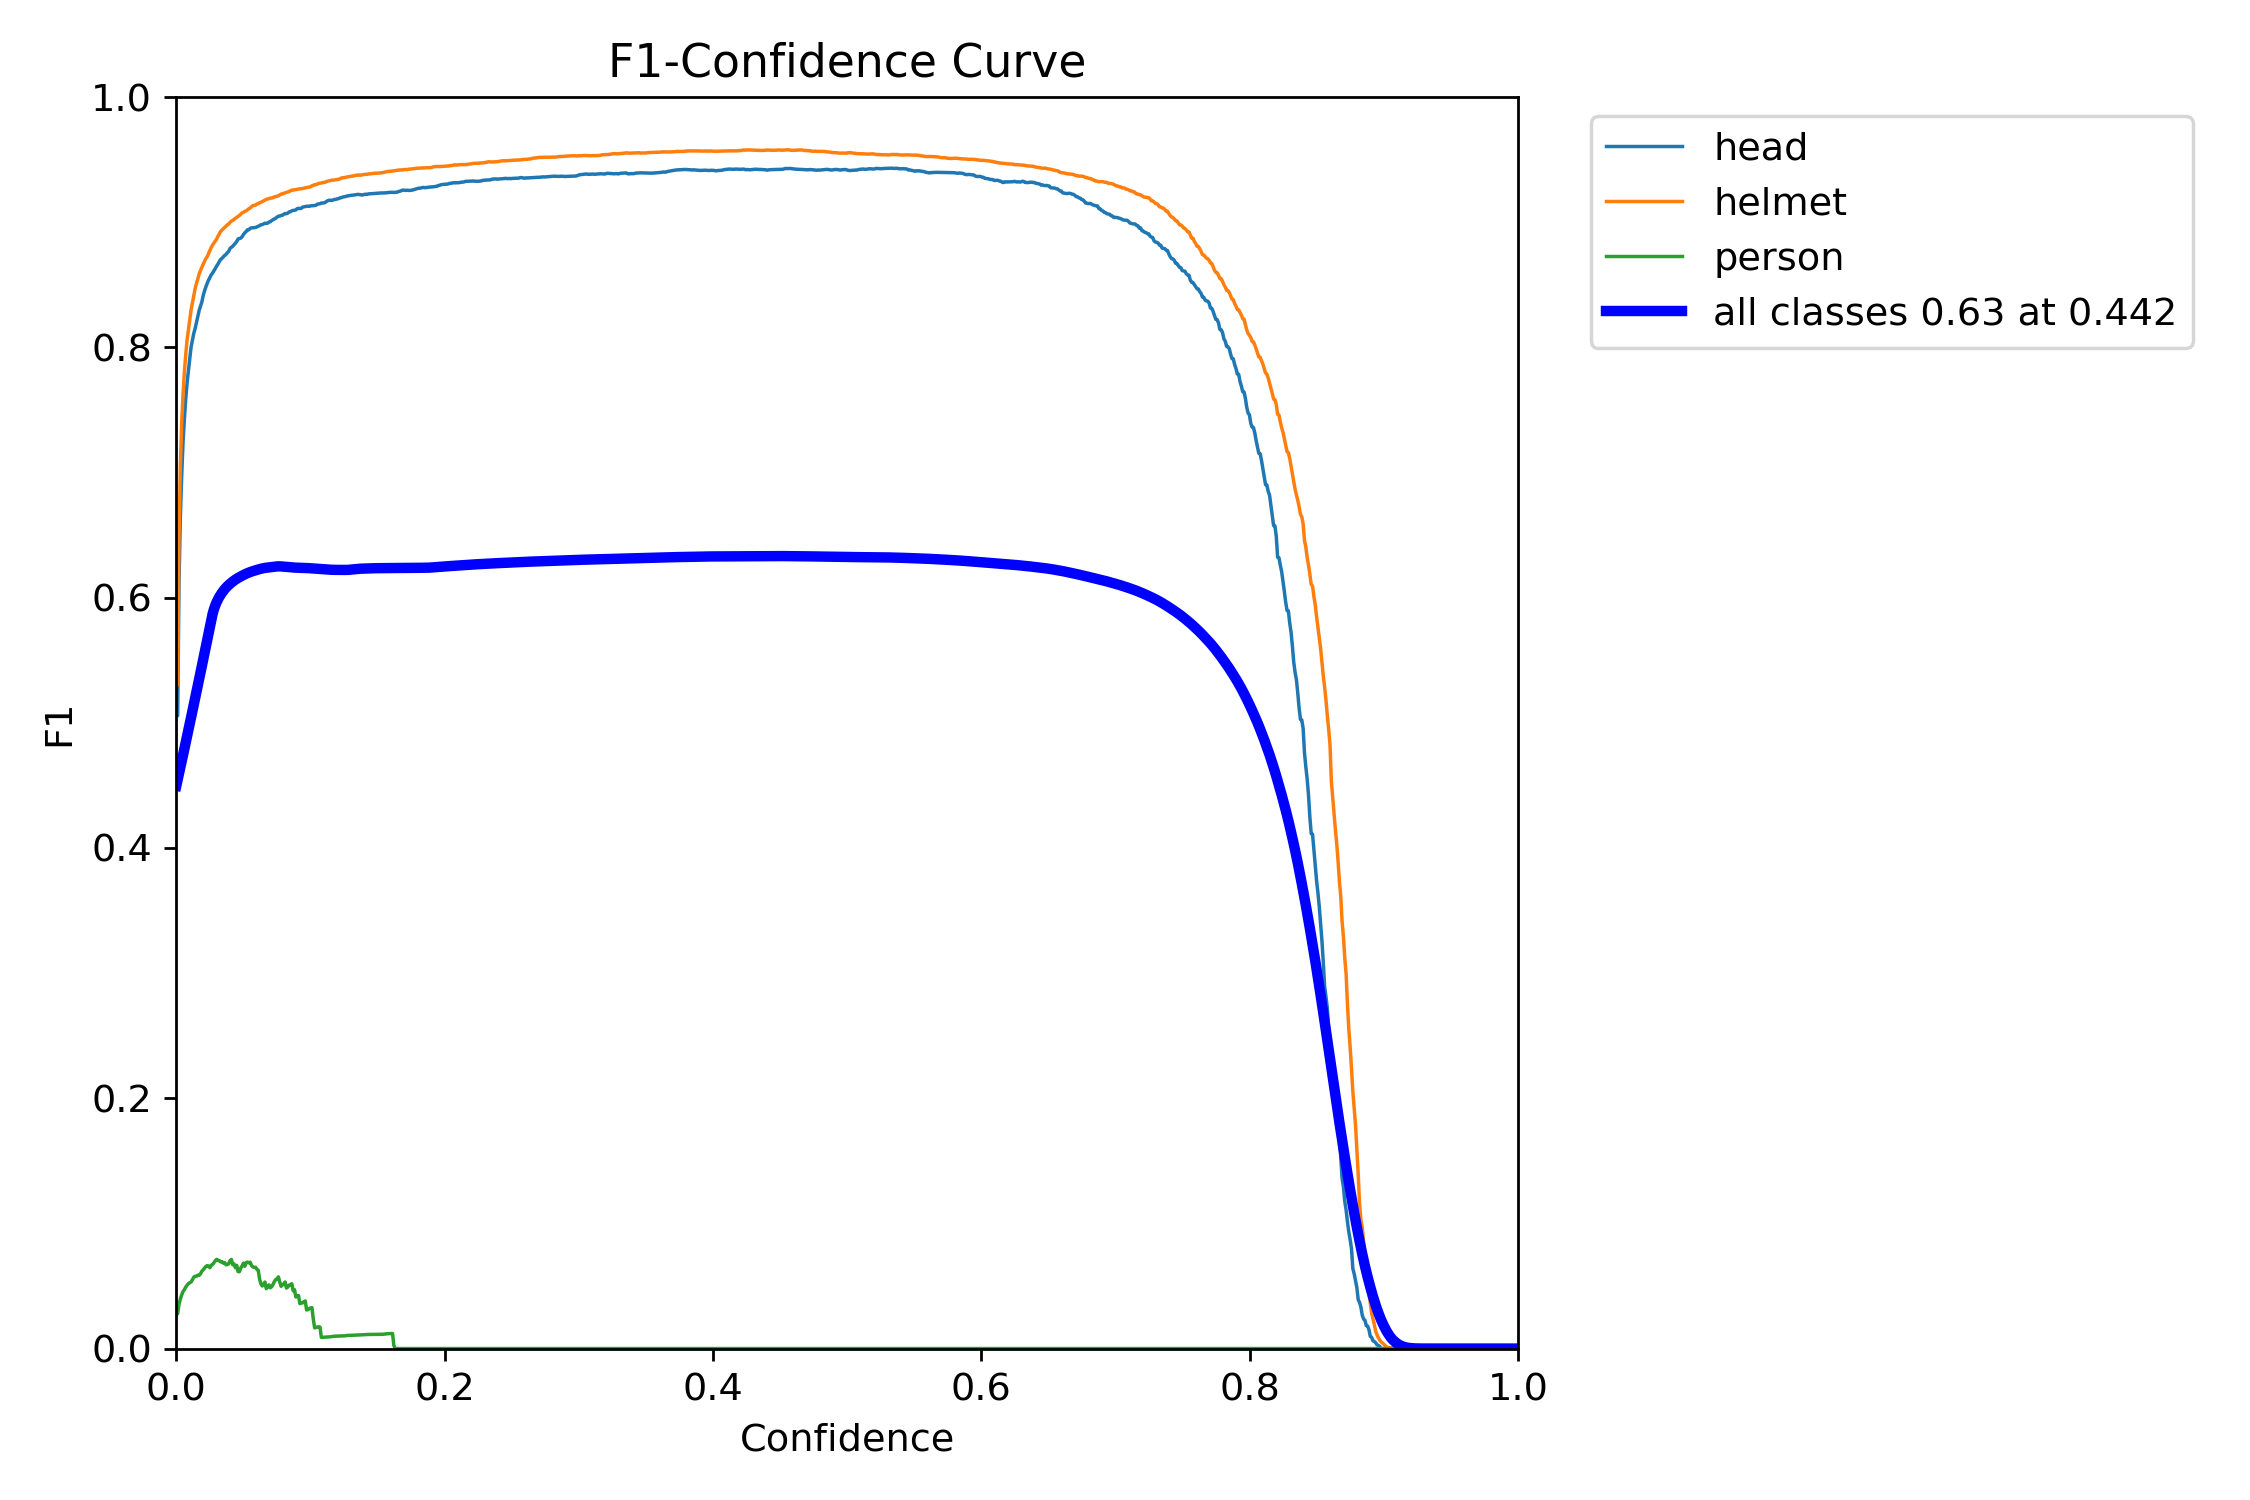 F1-Confidence Curve
1.0
0.8
0.6
0.4
0.2
0.0
F1
0.0 0.2 0.4 0.6 0.8 1.0
Confidence
head
helmet
person
all classes 0.63 at 0.442